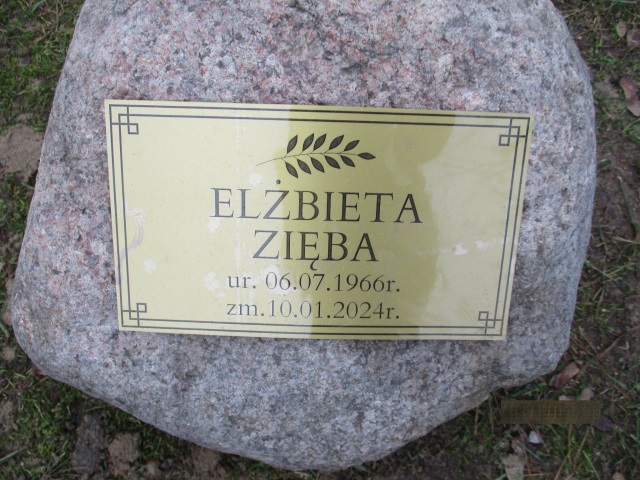 ELŻBIETA
ZIĘBA
ur. 06.07.1966r.
zm.10.01.2024r.